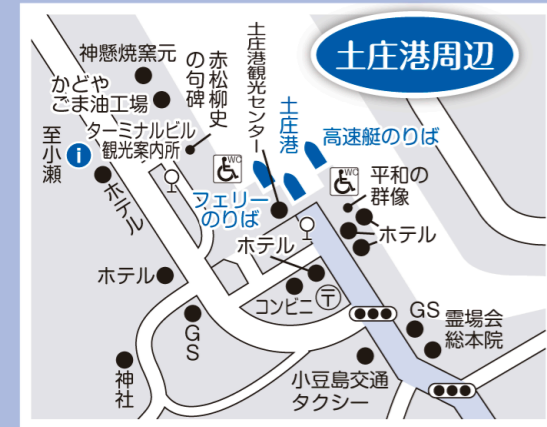 土庄港周辺
神懸焼窯元
かどや
ごま油工場
赤松柳史
の句碑
土庄港観光センター
土庄港
高速艇のりば
至小瀬
i
ターミナルビル
観光案内所
WC
WC
平和の
群像
ホテル
フェリー
のりば
ホテル
ホテル
ホテル
コンビニ
〒
GS
GS
霊場会
総本院
神社
小豆島交通
タクシー